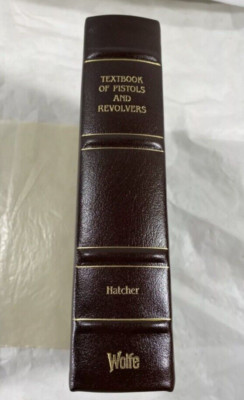 TEXTBOOK
OF PISTOLS
AND
REVOLVERS
Hatcher
Wolfe